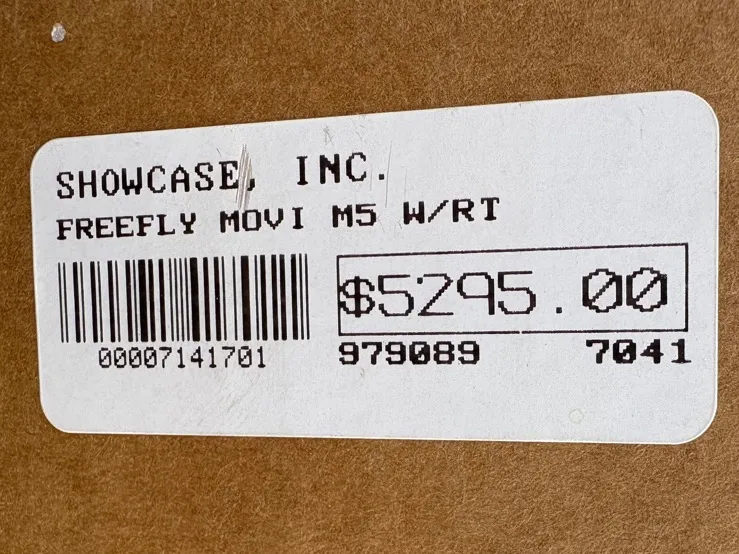 SHOWCASE, INC.
FREEFLY MOVI M5 W/RT
$5295.00
00007141701
979089 7041